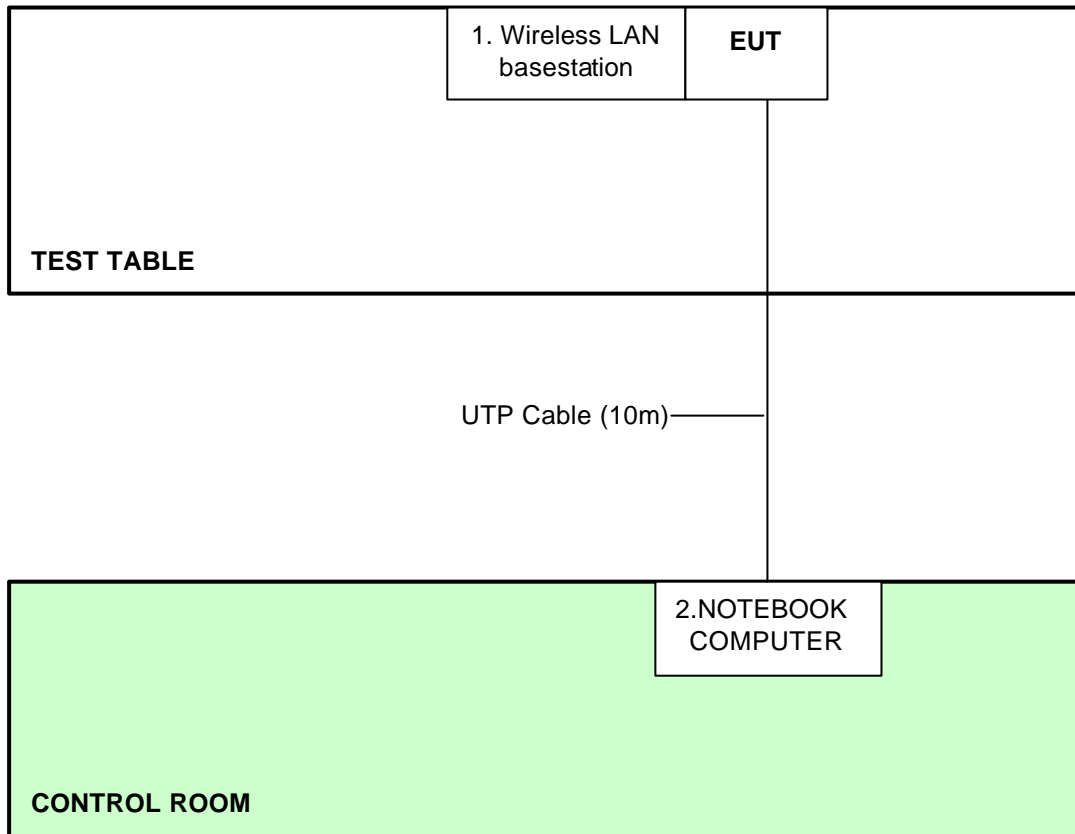 1. Wireless LAN
basestation
EUT
TEST TABLE
UTP Cable (10m)
2.NOTEBOOK
COMPUTER
CONTROL ROOM